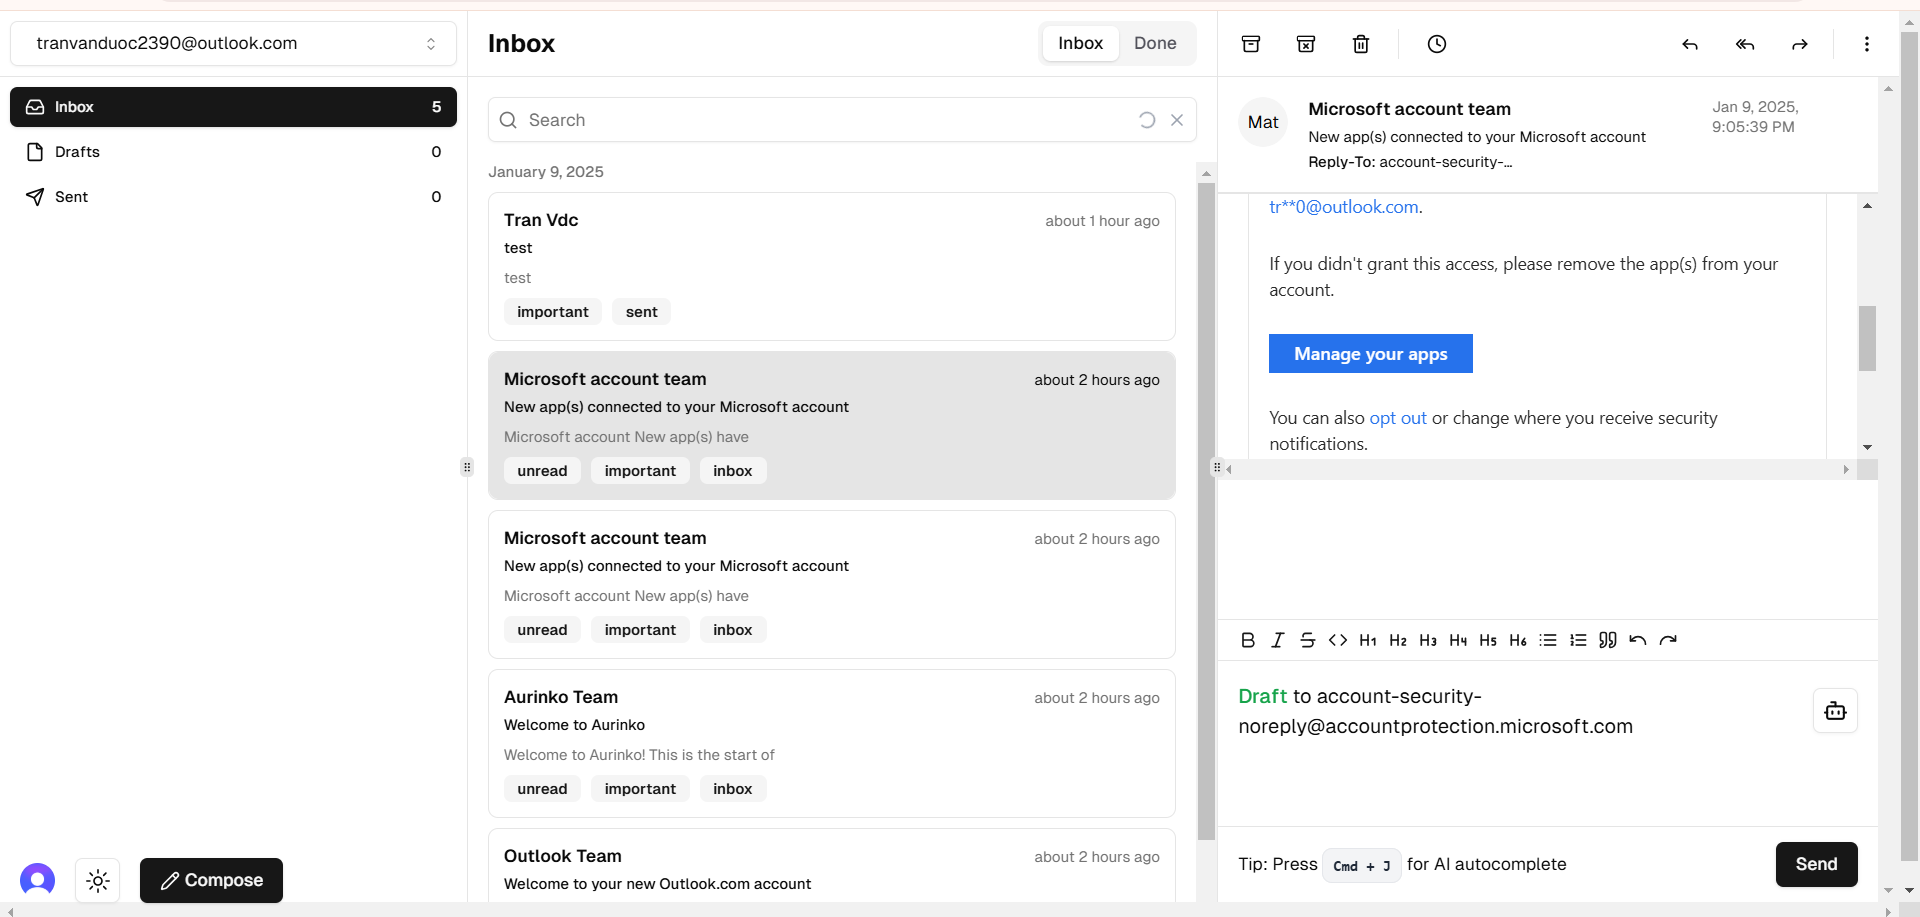 tranvanduoc2390@outlook.com
Inbox 5
Drafts 0
Sent 0
Compose
Inbox
Inbox Done
Search
January 9, 2025
Tran Vdc about 1 hour ago
test
test
important sent
Microsoft account team about 2 hours ago
New app(s) connected to your Microsoft account
Microsoft account New app(s) have
unread important inbox
Microsoft account team about 2 hours ago
New app(s) connected to your Microsoft account
Microsoft account New app(s) have
unread important inbox
Aurinko Team about 2 hours ago
Welcome to Aurinko
Welcome to Aurinko! This is the start of
unread important inbox
Outlook Team about 2 hours ago
Welcome to your new Outlook.com account
Mat
Microsoft account team
New app(s) connected to your Microsoft account
Reply-To: account-security-...
Jan 9, 2025,
9:05:39 PM
tr**0@outlook.com.
If you didn't grant this access, please remove the app(s) from your
account.
Manage your apps
You can also opt out or change where you receive security
notifications.
H1 H2 H3 H4 H5 H6
Draft to account-security-
noreply@accountprotection.microsoft.com
Tip: Press Cmd + J for AI autocomplete
Send